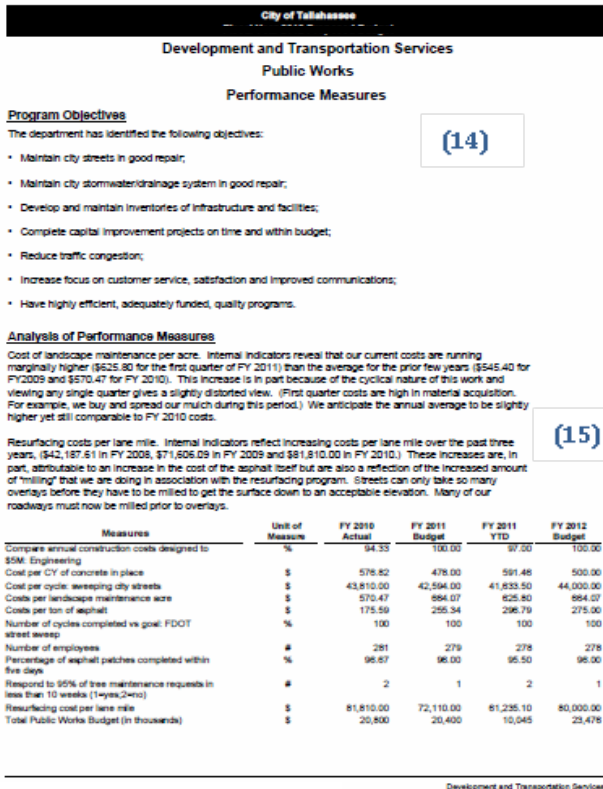 City of Tallahassee
Development and Transportation Services
Public Works
Performance Measures
Program Objectives
(14)
The department has identified the following objectives:
• Maintain city streets in good repair;
• Maintain city stormwater/drainage system in good repair;
• Develop and maintain inventories of infrastructure and facilities;
• Complete capital improvement projects on time and within budget;
• Reduce traffic congestion;
• Increase focus on customer service, satisfaction and improved communications;
• Have highly efficient, adequately funded, quality programs.
Analysis of Performance Measures
Cost of landscape maintenance per acre. Internal indicators reveal that our current costs are running
marginally higher ($625.80 for the first quarter of FY 2011) than the average for the prior few years ($545.40 for
FY2009 and $570.47 for FY 2010). This increase is in part because of the cyclical nature of this work and
viewing any single quarter gives a slightly distorted view. (First quarter costs are high in material acquisition.
For example, we buy and spread our mulch during this period.) We anticipate the annual average to be slightly
higher yet still comparable to FY 2010 costs.
(15)
Resurfacing costs per lane mile. Internal indicators reflect increasing costs per lane mile over the past three
years, ($42,187.61 in FY 2008, $71,606.09 in FY 2009 and $81,810.00 in FY 2010.) These increases are, in
part, attributable to an increase in the cost of the asphalt itself but are also a reflection of the increased amount
of "milling" that we are doing in association with the resurfacing program. Streets can only take so many
overlays before they have to be milled to get the surface down to an acceptable elevation. Many of our
roadways must now be milled prior to overlays.
Measures Unit of Measure FY 2010 Actual FY 2011 Budget FY 2011 YTD FY 2012 Budget
Compare annual construction costs designed to % 94.33 100.00 97.00 100.00
$5M: Engineering
Cost per CY of concrete in place $ 576.82 478.00 591.46 500.00
Cost per cycle: sweeping city streets $ 43,810.00 42,594.00 41,633.50 44,000.00
Costs per landscape maintenance acre $ 570.47 664.07 625.80 664.07
Costs per ton of asphalt $ 175.59 255.34 296.79 275.00
Number of cycles completed vs goal: FDOT % 100 100 100 100
street sweep
Number of employees # 281 279 278 278
Percentage of asphalt patches completed within % 96.67 96.00 95.50 96.00
five days
Respond to 95% of tree maintenance requests in # 2 1 2 1
less than 10 weeks (1=yes;2=no)
Resurfacing cost per lane mile $ 81,810.00 72,110.00 61,235.10 80,000.00
Total Public Works Budget (in thousands) $ 20,800 20,400 10,045 23,476
Development and Transportation Services